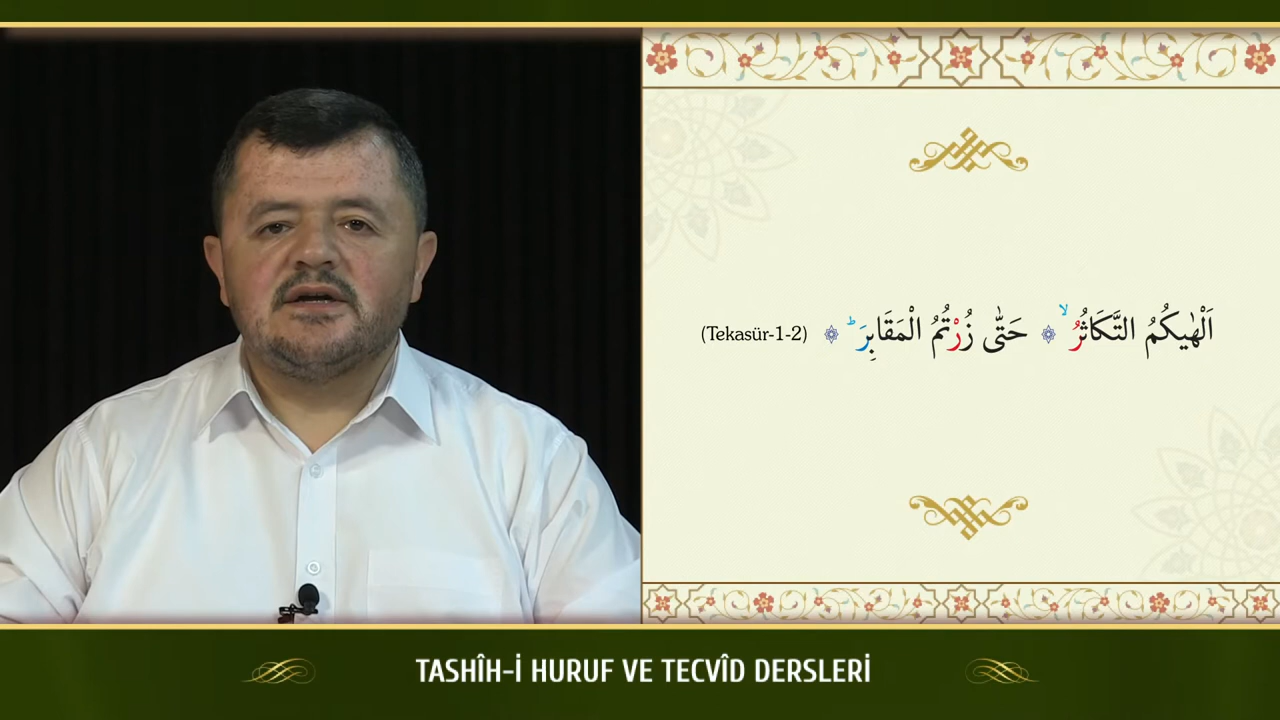 اَلْهٰيكُمُ التَّكَاثُرُۙ ۞ حَتّٰى زُرْتُمُ الْمَقَابِرَۜ ۞ (Tekasür-1-2)
TASHÎH-İ HURUF VE TECVÎD DERSLERİ